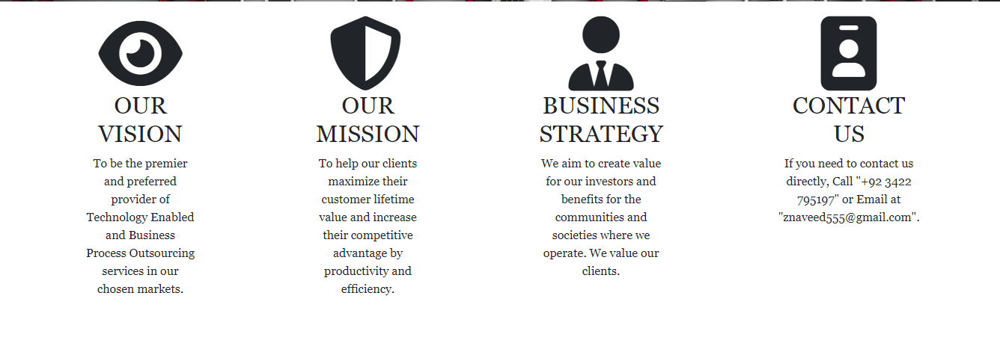 OUR
VISION
To be the premier
and preferred
provider of
Technology Enabled
and Business
Process Outsourcing
services in our
chosen markets.
OUR
MISSION
To help our clients
maximize their
customer lifetime
value and increase
their competitive
advantage by
productivity and
efficiency.
BUSINESS
STRATEGY
We aim to create value
for our investors and
benefits for the
communities and
societies where we
operate. We value our
clients.
CONTACT
US
If you need to contact us
directly, Call "+92 3422
795197" or Email at
"znaveed555@gmail.com".